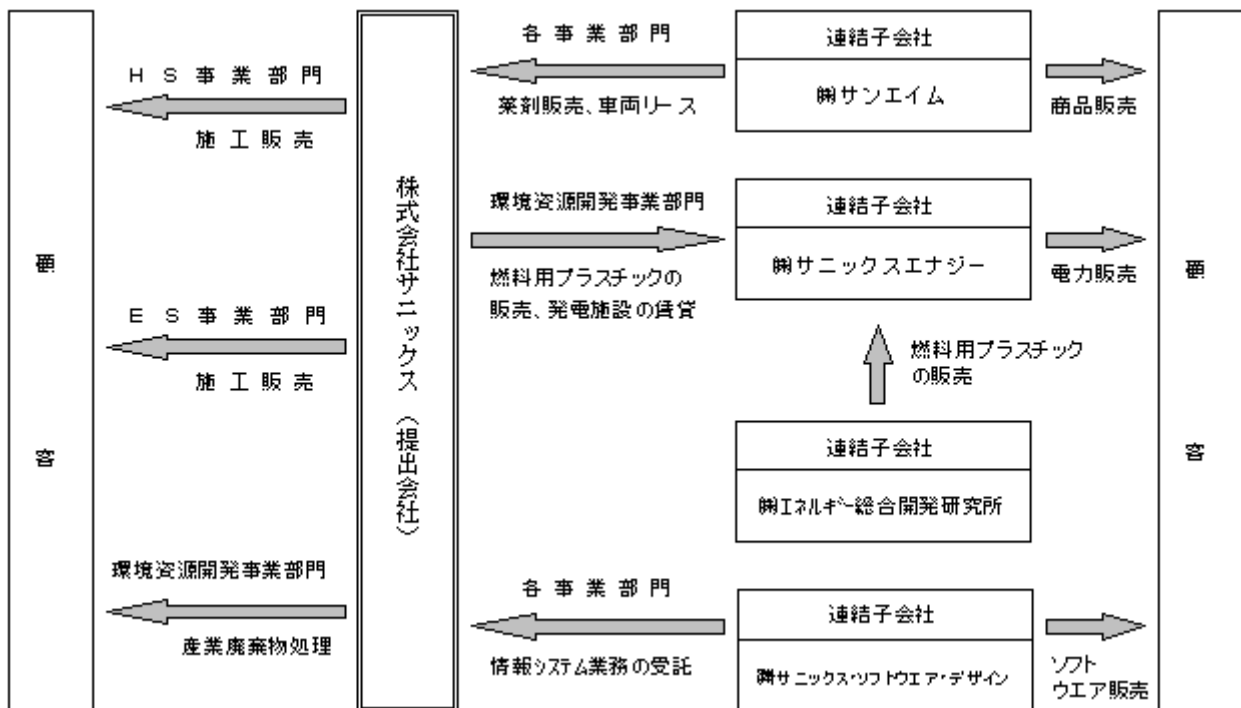 顧
客
ＨＳ事業部門
施工販売
ＥＳ事業部門
施工販売
環境資源開発事業部門
産業廃棄物処理
株式会社サニックス（提出会社）
各事業部門
薬剤販売、車両リース
環境資源開発事業部門
燃料用プラスチックの
販売、発電施設の賃貸
各事業部門
情報システム業務の受託
連結子会社
㈱サンエイム
連結子会社
㈱サニックスエナジー
燃料用プラスチック
の販売
連結子会社
㈱エネルギー総合開発研究所
連結子会社
㈱サニックス・ソフトウエア・デザイン
商品販売
電力販売
ソフト
ウエア販売
顧
客